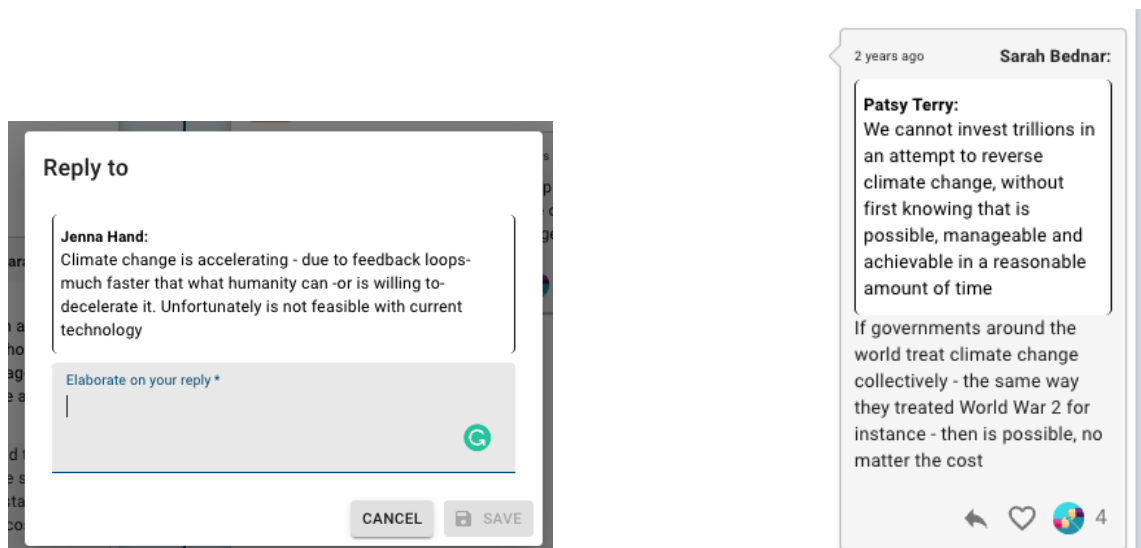 Reply to
Jenna Hand:
Climate change is accelerating - due to feedback loops-
much faster that what humanity can -or is willing to-
decelerate it. Unfortunately is not feasible with current
technology
Elaborate on your reply *
CANCEL
SAVE
2 years ago
Sarah Bednar:
Patsy Terry:
We cannot invest trillions in
an attempt to reverse
climate change, without
first knowing that is
possible, manageable and
achievable in a reasonable
amount of time
If governments around the
world treat climate change
collectively - the same way
they treated World War 2 for
instance - then is possible, no
matter the cost
4